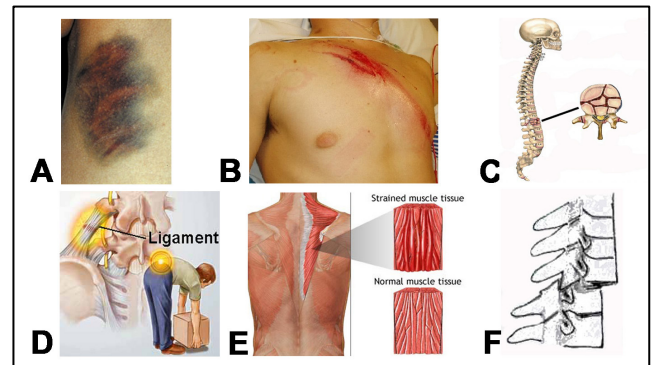 A
B
C
Ligament
D
Strained muscle tissue
Normal muscle tissue
E
F